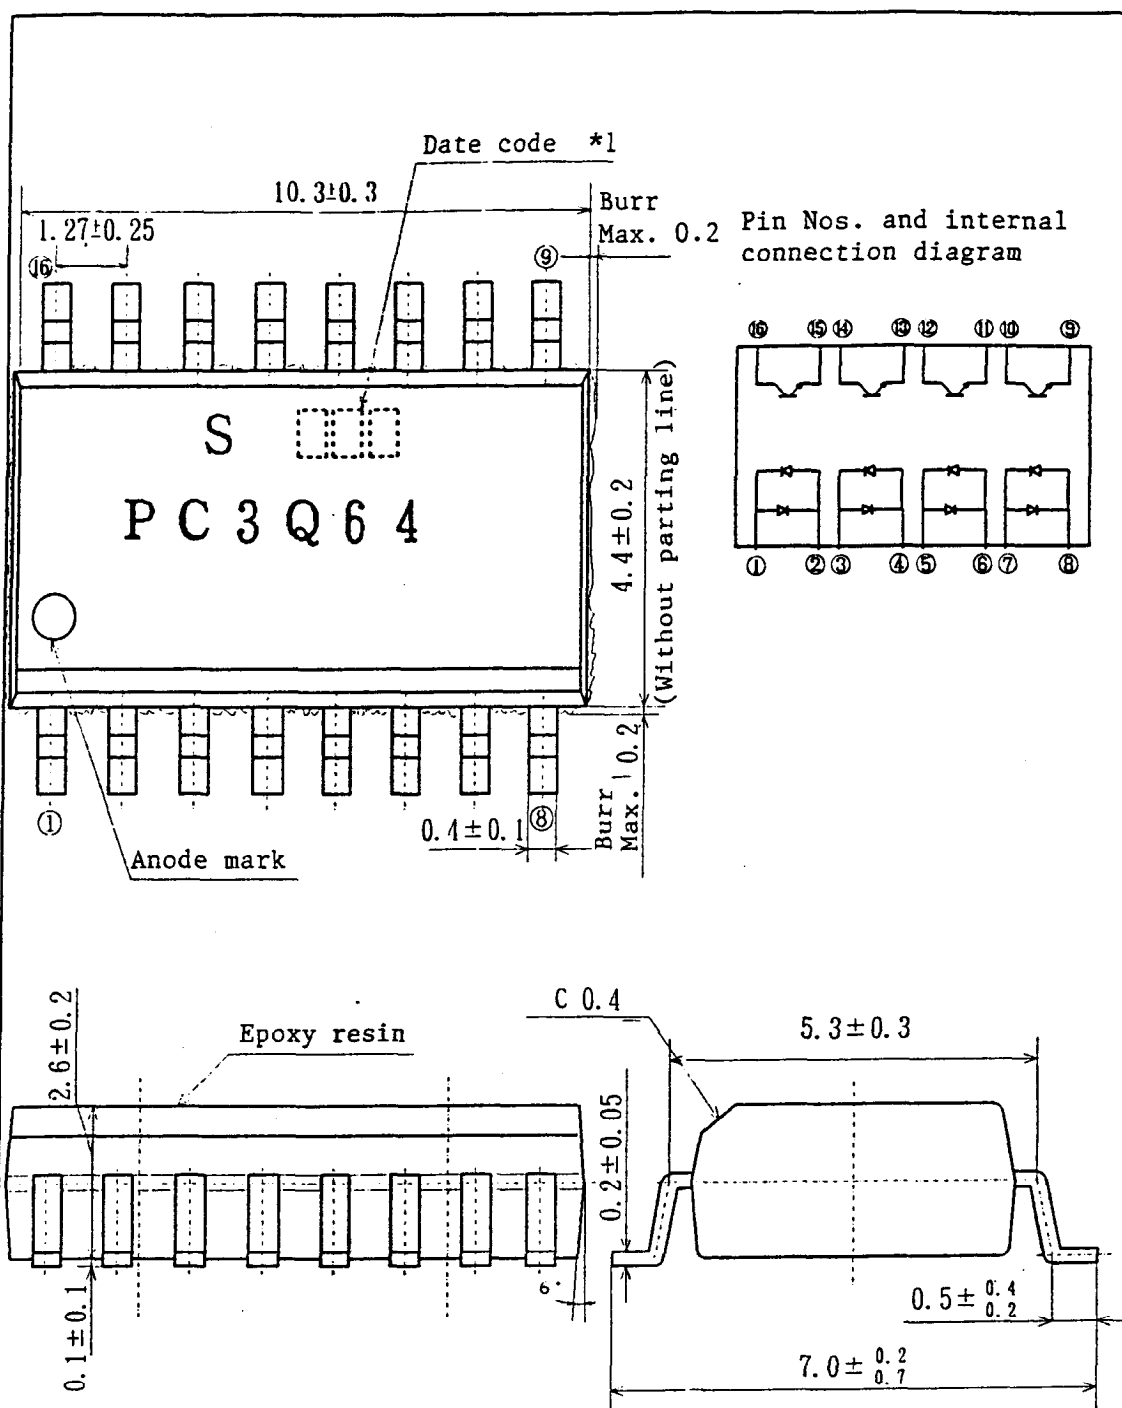 Date code *1
10.3±0.3
Burr
Max. 0.2
1.27±0.25
Pin Nos. and internal
connection diagram
⑯
⑨
⑯ ⑮ ⑭ ⑬ ⑫ ⑪ ⑩ ⑨
S
PC3Q64
4.4±0.2
(Without parting line)
① ② ③ ④ ⑤ ⑥ ⑦ ⑧
①
0.4±0.1
⑧
Burr
Max. 0.2
Anode mark
2.6±0.2
Epoxy resin
C 0.4
5.3±0.3
0.2±0.05
6°
0.1±0.1
0.5± 0.4 0.2
7.0± 0.2 0.7